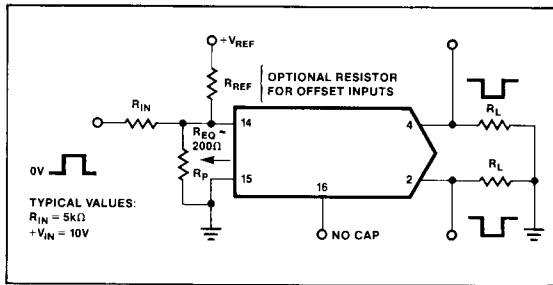 +VREF
RREF
OPTIONAL RESISTOR
FOR OFFSET INPUTS
RIN
14
4
RL
REQ ~
200Ω
0V
RP
15
2
RL
16
TYPICAL VALUES:
RIN = 5kΩ
+VIN = 10V
NO CAP